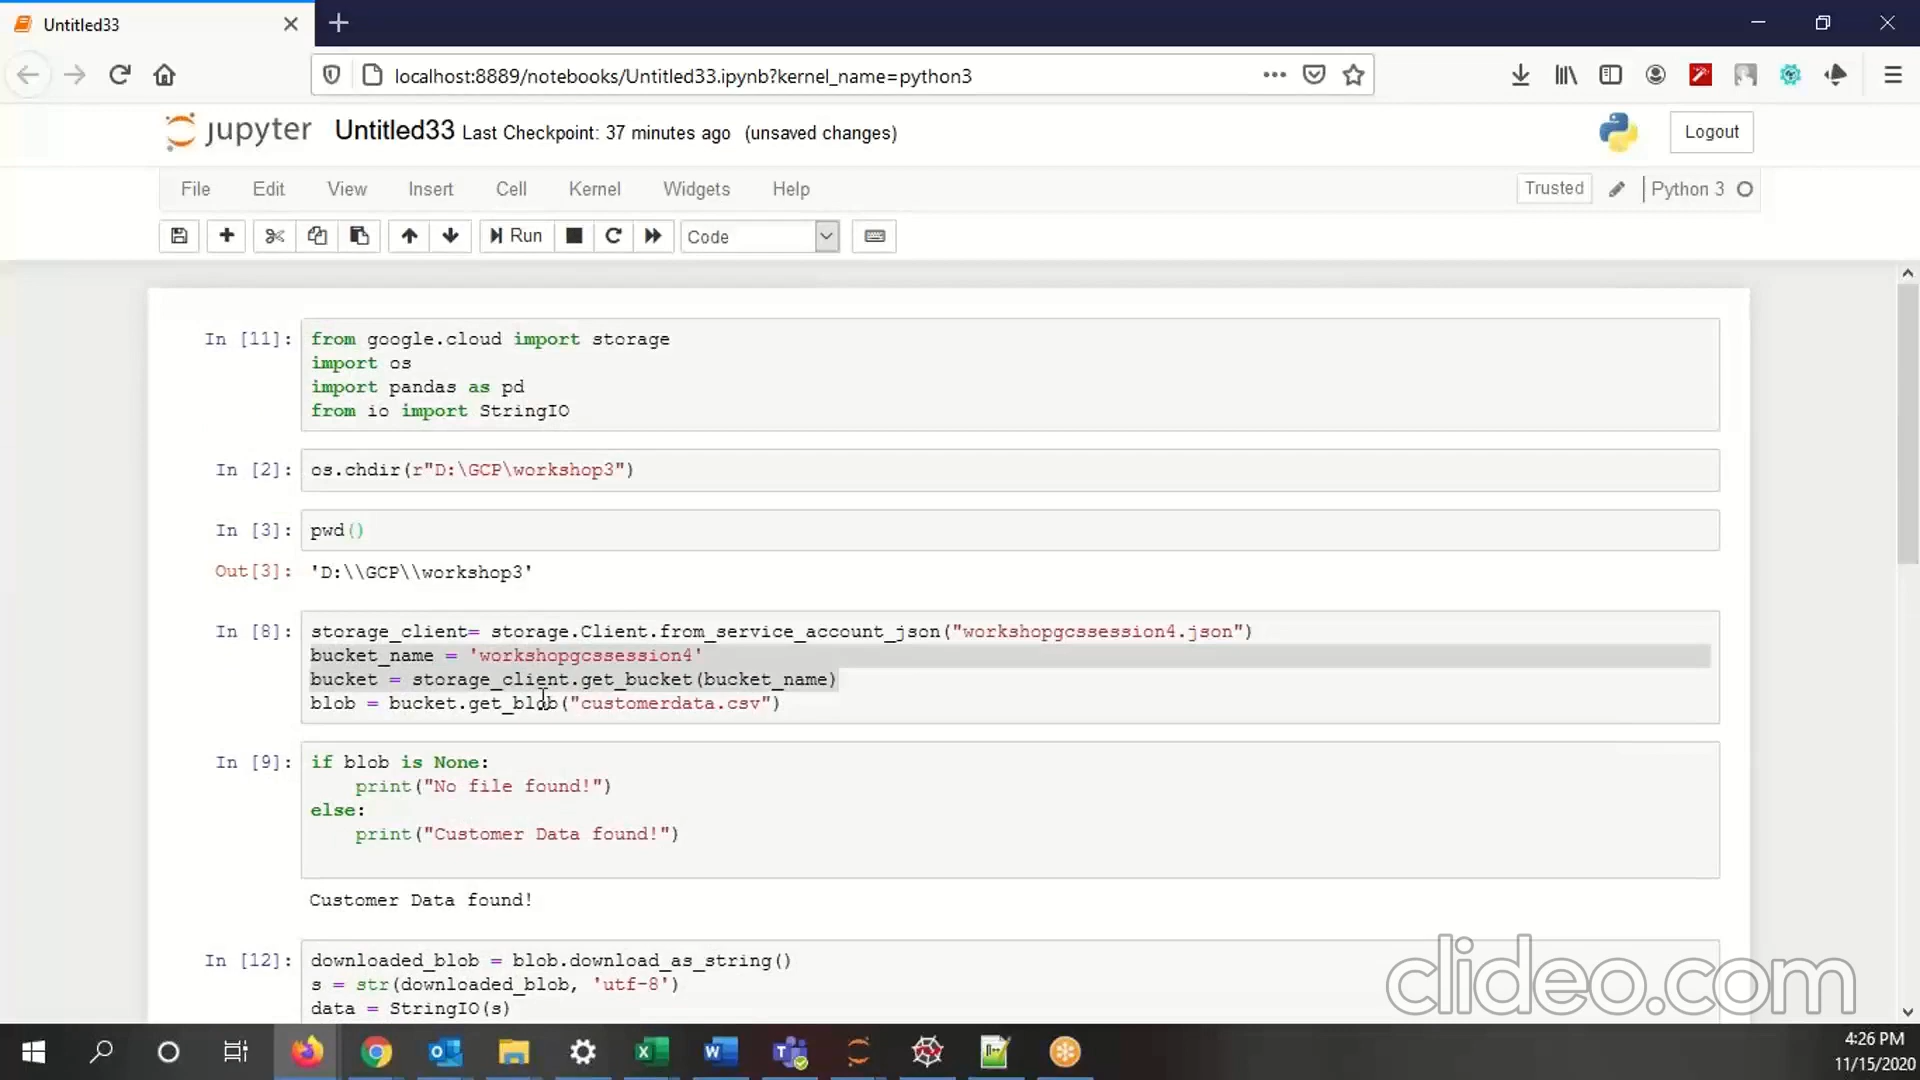 Untitled33
localhost:8889/notebooks/Untitled33.ipynb?kernel_name=python3
jupyter Untitled33 Last Checkpoint: 37 minutes ago (unsaved changes)
Logout
File Edit View Insert Cell Kernel Widgets Help
Trusted Python 3
Run Code
In [11]: from google.cloud import storage
import os
import pandas as pd
from io import StringIO
In [2]: os.chdir(r"D:\GCP\workshop3")
In [3]: pwd()
Out[3]: 'D:\\GCP\\workshop3'
In [8]: storage_client= storage.Client.from_service_account_json("workshopgcssession4.json")
bucket_name = 'workshopgcssession4'
bucket = storage_client.get_bucket(bucket_name)
blob = bucket.get_blob("customerdata.csv")
In [9]: if blob is None:
print("No file found!")
else:
print("Customer Data found!")
Customer Data found!
In [12]: downloaded_blob = blob.download_as_string()
s = str(downloaded_blob, 'utf-8')
data = StringIO(s)
clideo.com
4:26 PM
11/15/2020